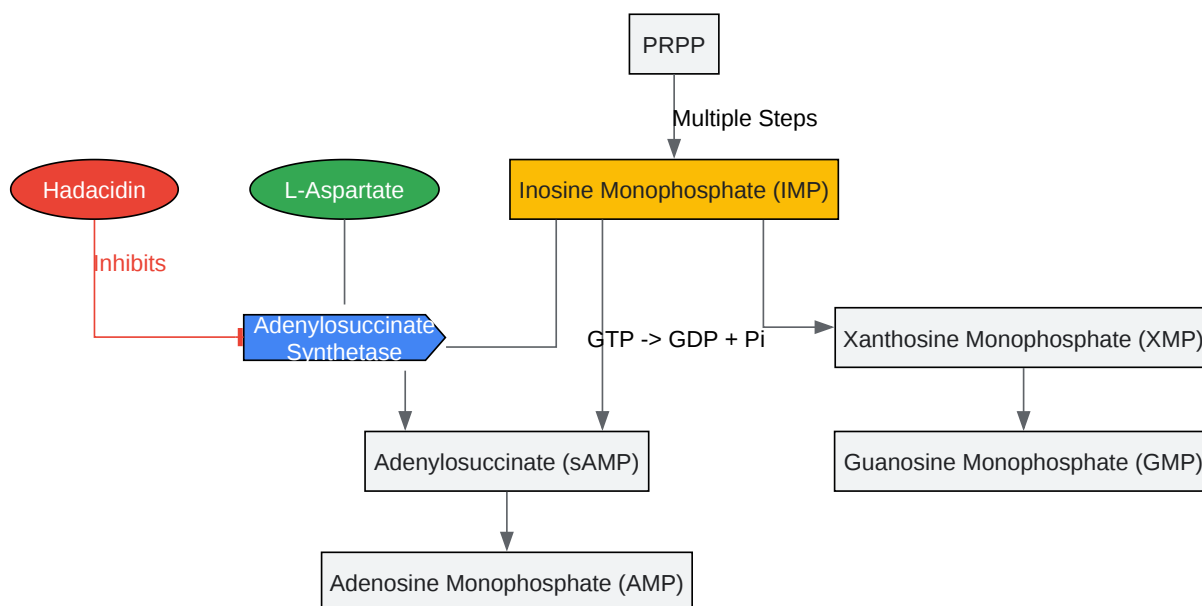 PRPP
Multiple Steps
Hadacidin
L-Aspartate
Inosine Monophosphate (IMP)
Inhibits
Adenylosuccinate
Synthetase
GTP -> GDP + Pi
Xanthosine Monophosphate (XMP)
Adenylosuccinate (sAMP)
Guanosine Monophosphate (GMP)
Adenosine Monophosphate (AMP)